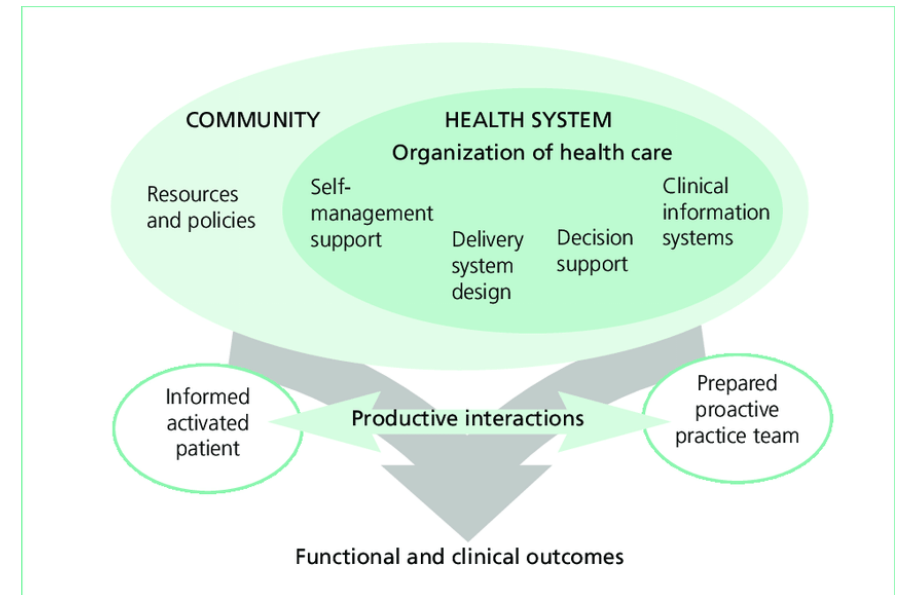 COMMUNITY
HEALTH SYSTEM
Organization of health care
Resources
and policies
Self-
management
support
Delivery
system
design
Decision
support
Clinical
information
systems
Informed
activated
patient
Productive interactions
Prepared
proactive
practice team
Functional and clinical outcomes